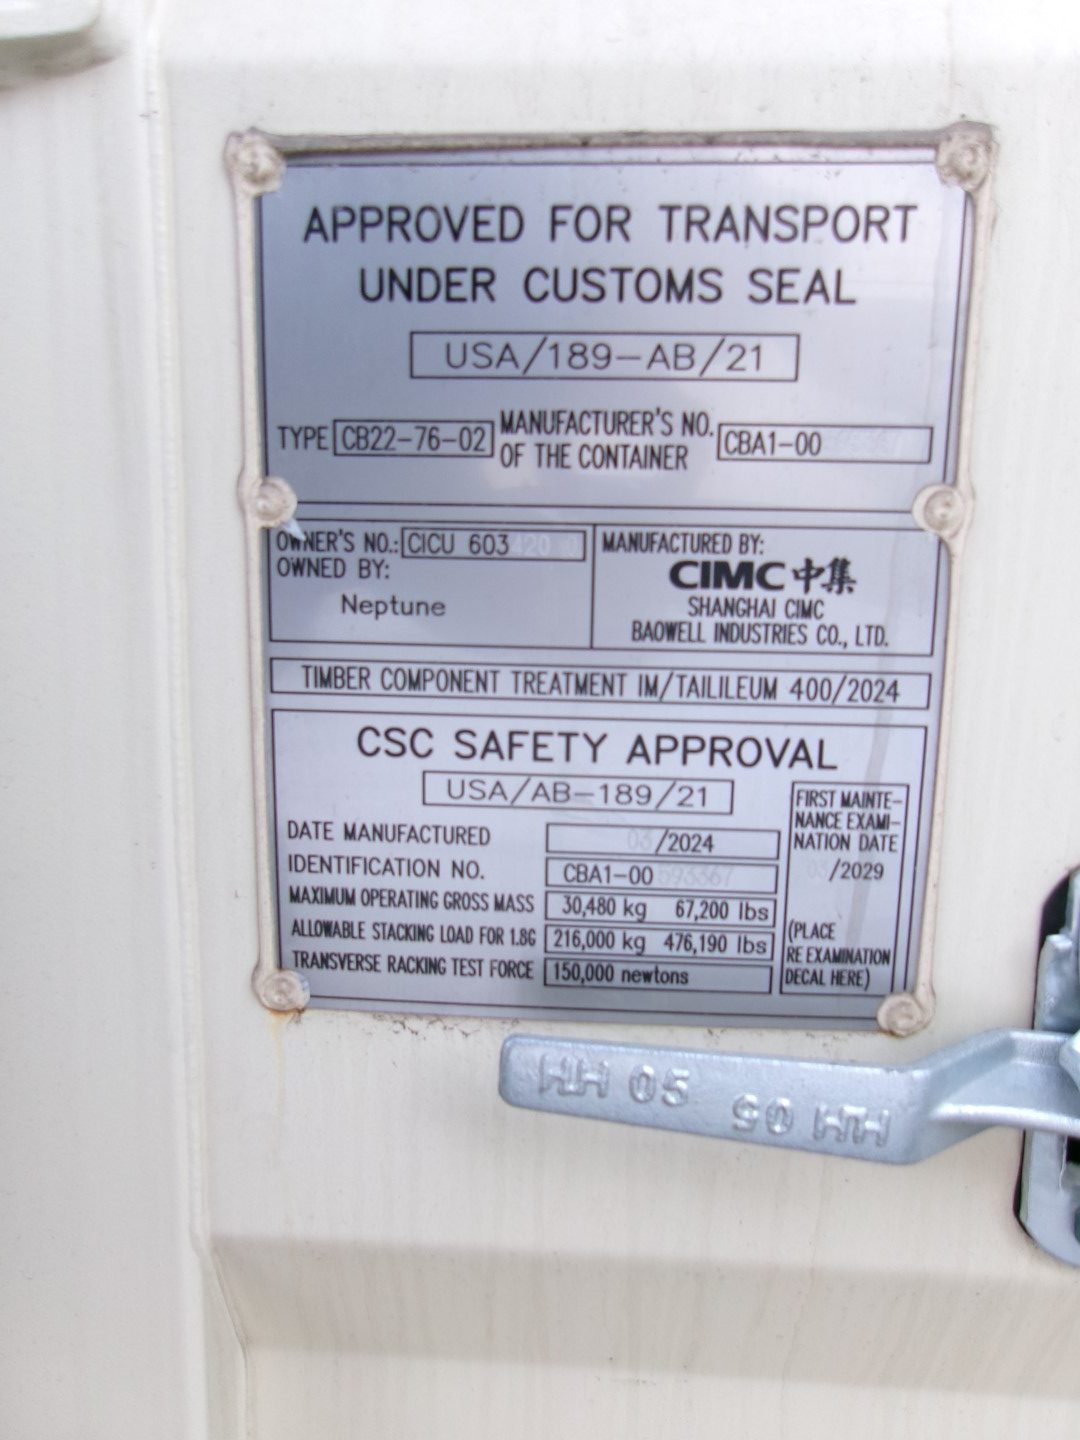 APPROVED FOR TRANSPORT
UNDER CUSTOMS SEAL
USA/189-AB/21
TYPE CB22-76-02
MANUFACTURER'S NO.
OF THE CONTAINER
CBA1-00
OWNER'S NO.: CICU 603
OWNED BY:
Neptune
MANUFACTURED BY:
CIMC 中集
SHANGHAI CIMC
BAOWELL INDUSTRIES CO., LTD.
TIMBER COMPONENT TREATMENT IM/TAILILEUM 400/2024
CSC SAFETY APPROVAL
USA/AB-189/21
DATE MANUFACTURED 03/2024
IDENTIFICATION NO. CBA1-00593367
MAXIMUM OPERATING GROSS MASS 30,480 kg 67,200 lbs
ALLOWABLE STACKING LOAD FOR 1.8G 216,000 kg 476,190 lbs
TRANSVERSE RACKING TEST FORCE 150,000 newtons
FIRST MAINTE-
NANCE EXAMI-
NATION DATE
03/2029
(PLACE
RE EXAMINATION
DECAL HERE)
HH 05
HH 05